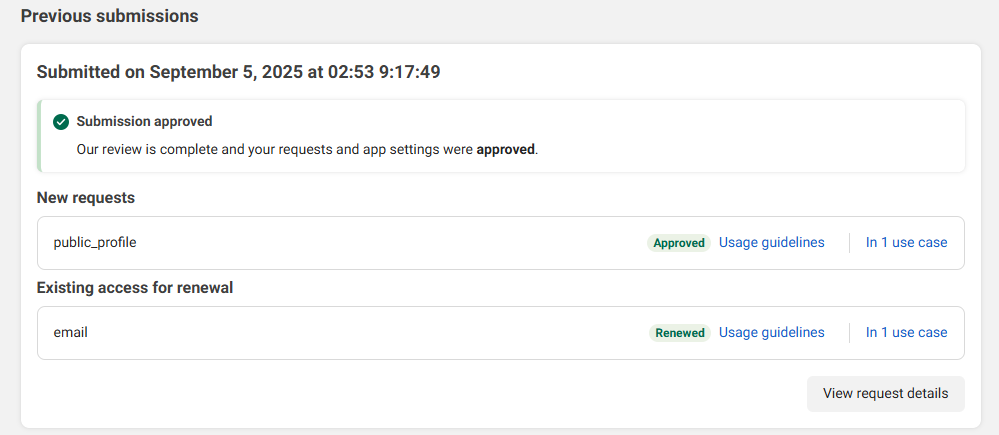 Previous submissions
Submitted on September 5, 2025 at 02:53 9:17:49
Submission approved
Our review is complete and your requests and app settings were approved.
New requests
public_profile Approved Usage guidelines In 1 use case
Existing access for renewal
email Renewed Usage guidelines In 1 use case
View request details